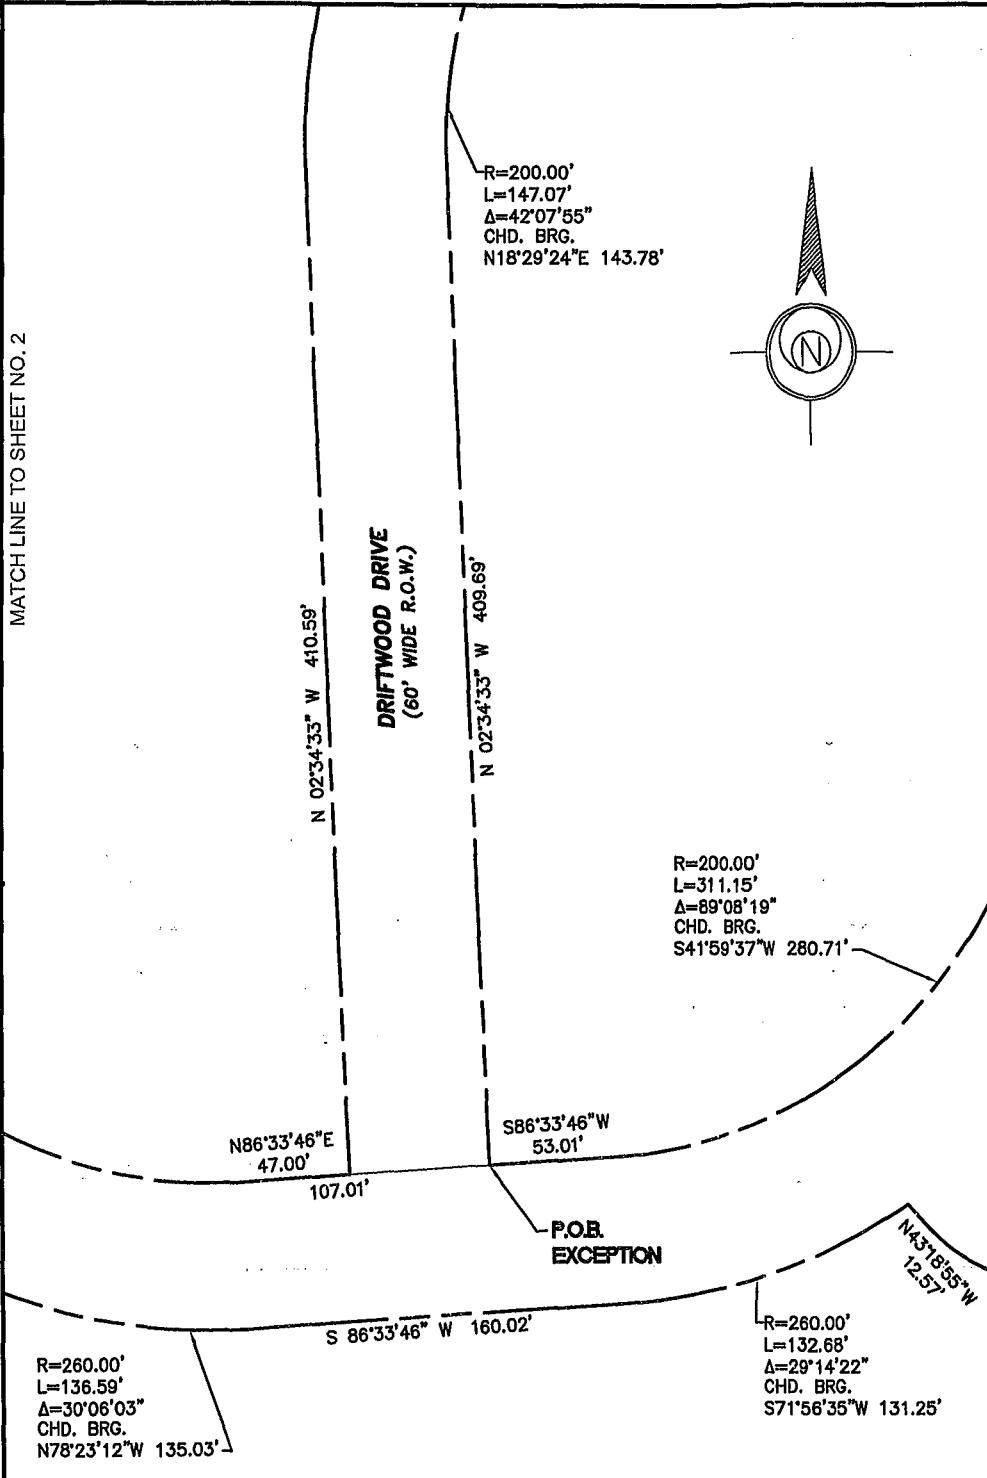 R=200.00'
L=147.07'
Δ=42°07'55"
CHD. BRG.
N18°29'24"E 143.78'
N
MATCH LINE TO SHEET NO. 2
N 02°34'33" W 410.59'
DRIFTWOOD DRIVE
(60' WIDE R.O.W.)
N 02°34'33" W 409.69'
R=200.00'
L=311.15'
Δ=89°08'19"
CHD. BRG.
S41°59'37"W 280.71'
N86°33'46"E
47.00'
107.01'
S86°33'46"W
53.01'
P.O.B.
EXCEPTION
N43°18'55"W
12.57'
S 86°33'46" W 160.02'
R=260.00'
L=136.59'
Δ=30°06'03"
CHD. BRG.
N78°23'12"W 135.03'
R=260.00'
L=132.68'
Δ=29°14'22"
CHD. BRG.
S71°56'35"W 131.25'